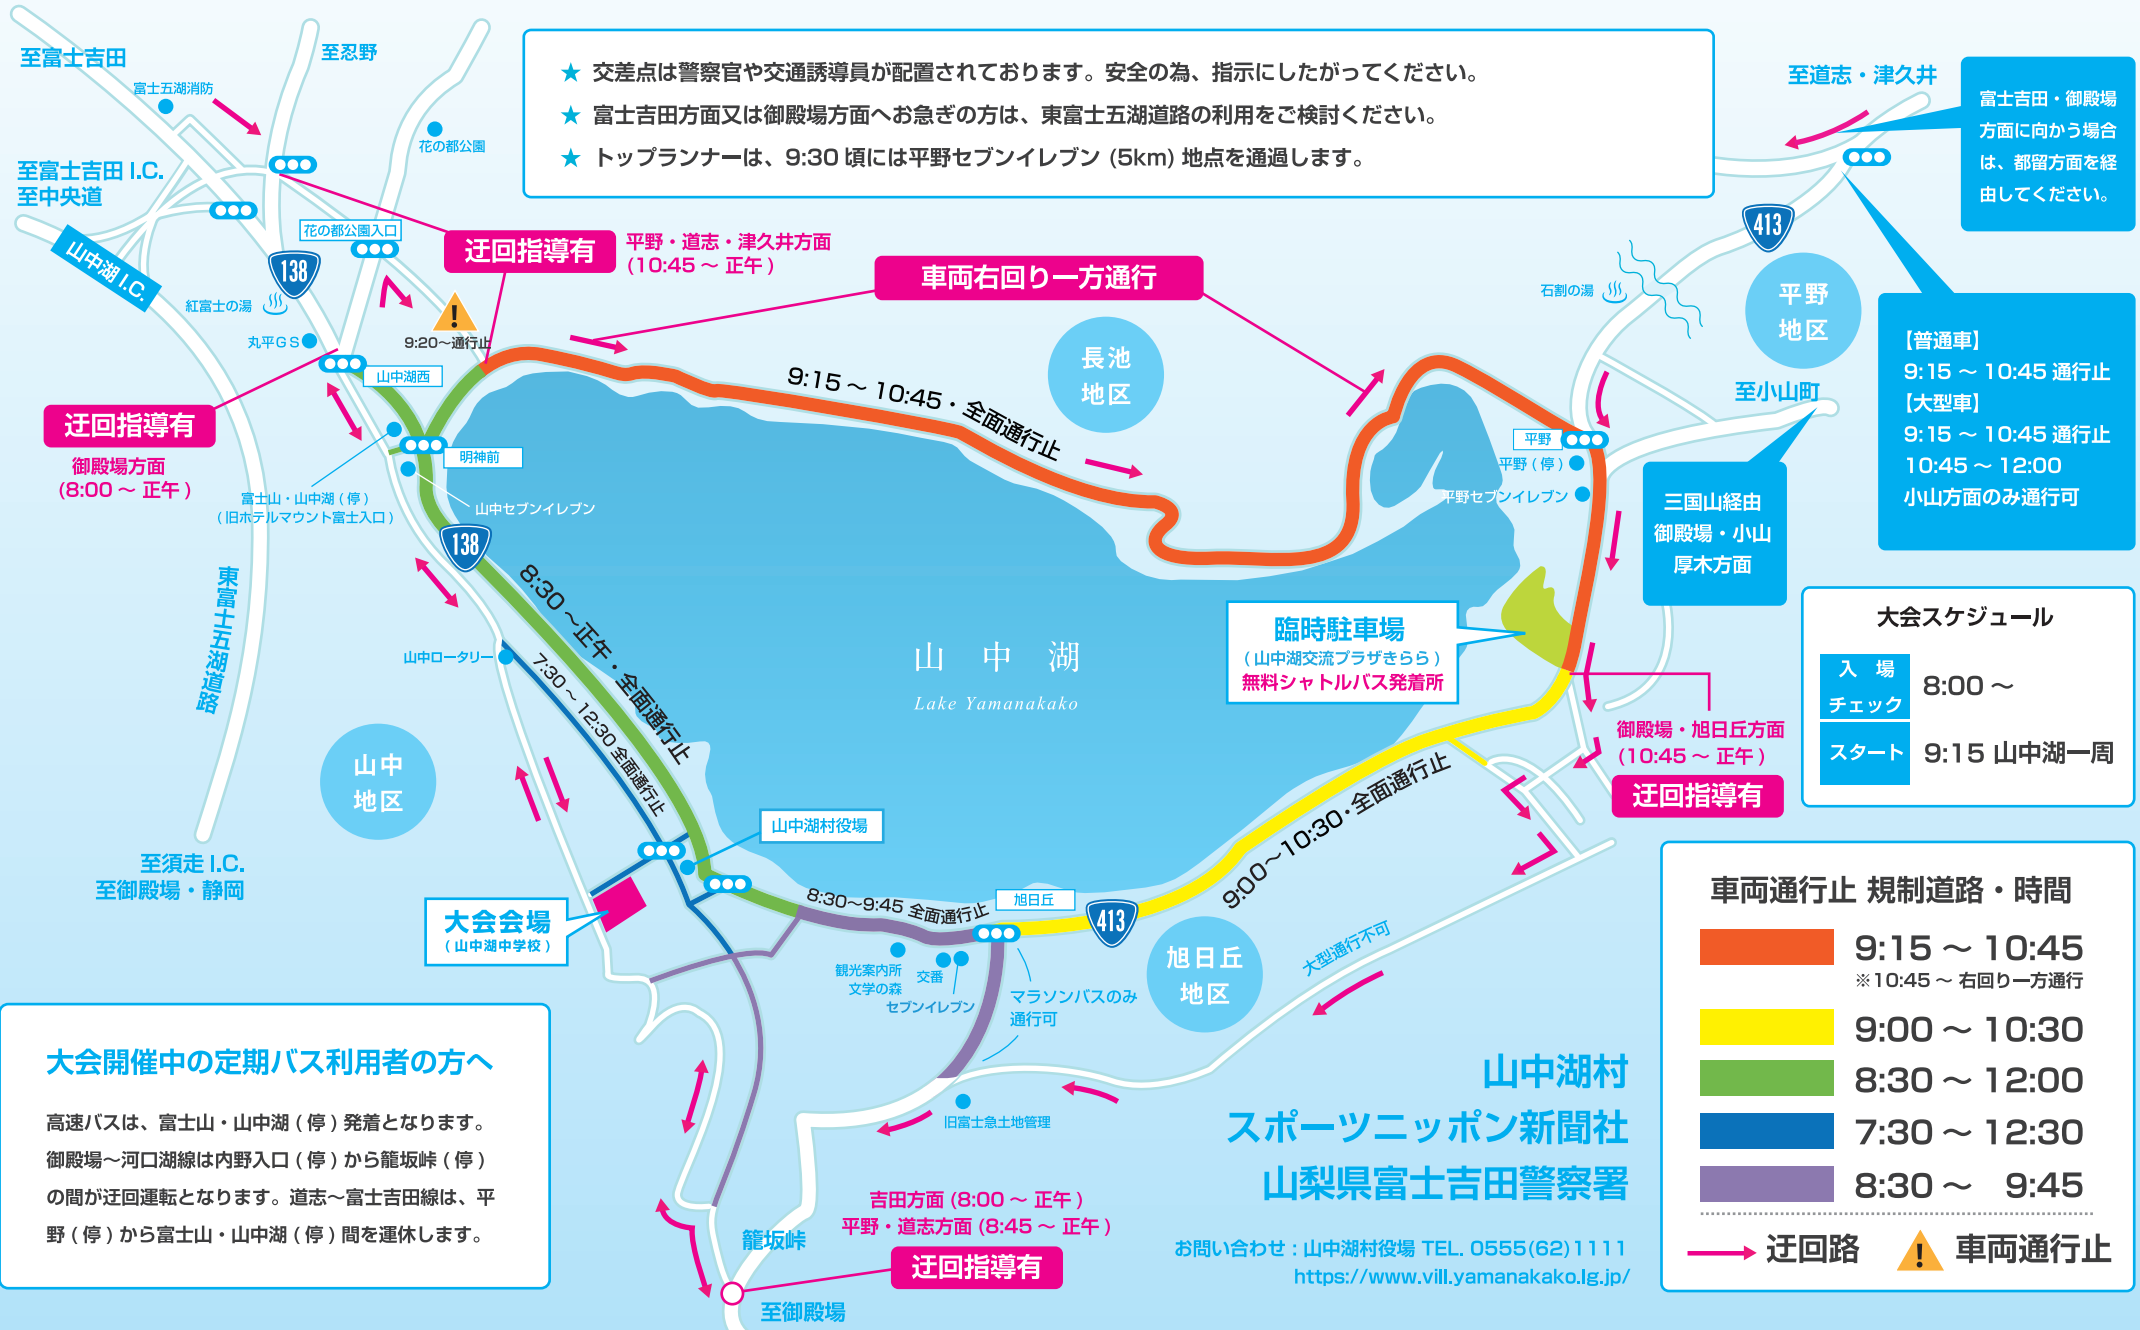 至富士吉田
至忍野
富士五湖消防
花の都公園
至富士吉田 I.C.
至中央道
山中湖 I.C.
花の都公園入口
138
紅富士の湯
丸平GS
9:20～通行止
山中湖西
★ 交差点は警察官や交通誘導員が配置されております。安全の為、指示にしたがってください。
★ 富士吉田方面又は御殿場方面へお急ぎの方は、東富士五湖道路の利用をご検討ください。
★ トップランナーは、9:30 頃には平野セブンイレブン (5km) 地点を通過します。
至道志・津久井
富士吉田・御殿場
方面に向かう場合
は、都留方面を経
由してください。
迂回指導有
平野・道志・津久井方面
(10:45 ～ 正午 )
車両右回り一方通行
413
石割の湯
平野
地区
長池
地区
9:15 ～ 10:45・全面通行止
【普通車】
9:15 ～ 10:45 通行止
【大型車】
9:15 ～ 10:45 通行止
10:45 ～ 12:00
小山方面のみ通行可
至小山町
三国山経由
御殿場・小山
厚木方面
平野
平野 ( 停 )
平野セブンイレブン
迂回指導有
御殿場方面
(8:00 ～ 正午 )
富士山・山中湖 ( 停 )
( 旧ホテルマウント富士入口 )
明神前
山中セブンイレブン
138
東富士五湖道路
8:30 ～正午・全面通行止
7:30 ～ 12:30 全面通行止
山中ロータリー
山中湖
Lake Yamanakako
臨時駐車場
( 山中湖交流プラザきらら )
無料シャトルバス発着所
大会スケジュール
入 場
チェック
8:00 ～
スタート
9:15 山中湖一周
御殿場・旭日丘方面
(10:45 ～ 正午 )
迂回指導有
山中
地区
至須走 I.C.
至御殿場・静岡
山中湖村役場
大会会場
( 山中湖中学校 )
8:30～9:45 全面通行止
旭日丘
413
9:00～10:30・全面通行止
旭日丘
地区
大型通行不可
観光案内所
文学の森
交番
セブンイレブン
マラソンバスのみ
通行可
旧富士急土地管理
大会開催中の定期バス利用者の方へ
高速バスは、富士山・山中湖 ( 停 ) 発着となります。
御殿場～河口湖線は内野入口 ( 停 ) から籠坂峠 ( 停 )
の間が迂回運転となります。道志～富士吉田線は、平
野 ( 停 ) から富士山・山中湖 ( 停 ) 間を運休します。
吉田方面 (8:00 ～ 正午 )
平野・道志方面 (8:45 ～ 正午 )
迂回指導有
籠坂峠
至御殿場
山中湖村
スポーツニッポン新聞社
山梨県富士吉田警察署
お問い合わせ : 山中湖村役場 TEL. 0555(62)1111
https://www.vill.yamanakako.lg.jp/
車両通行止 規制道路・時間
9:15 ～ 10:45
※10:45 ～ 右回り一方通行
9:00 ～ 10:30
8:30 ～ 12:00
7:30 ～ 12:30
8:30 ～ 9:45
迂回路
車両通行止